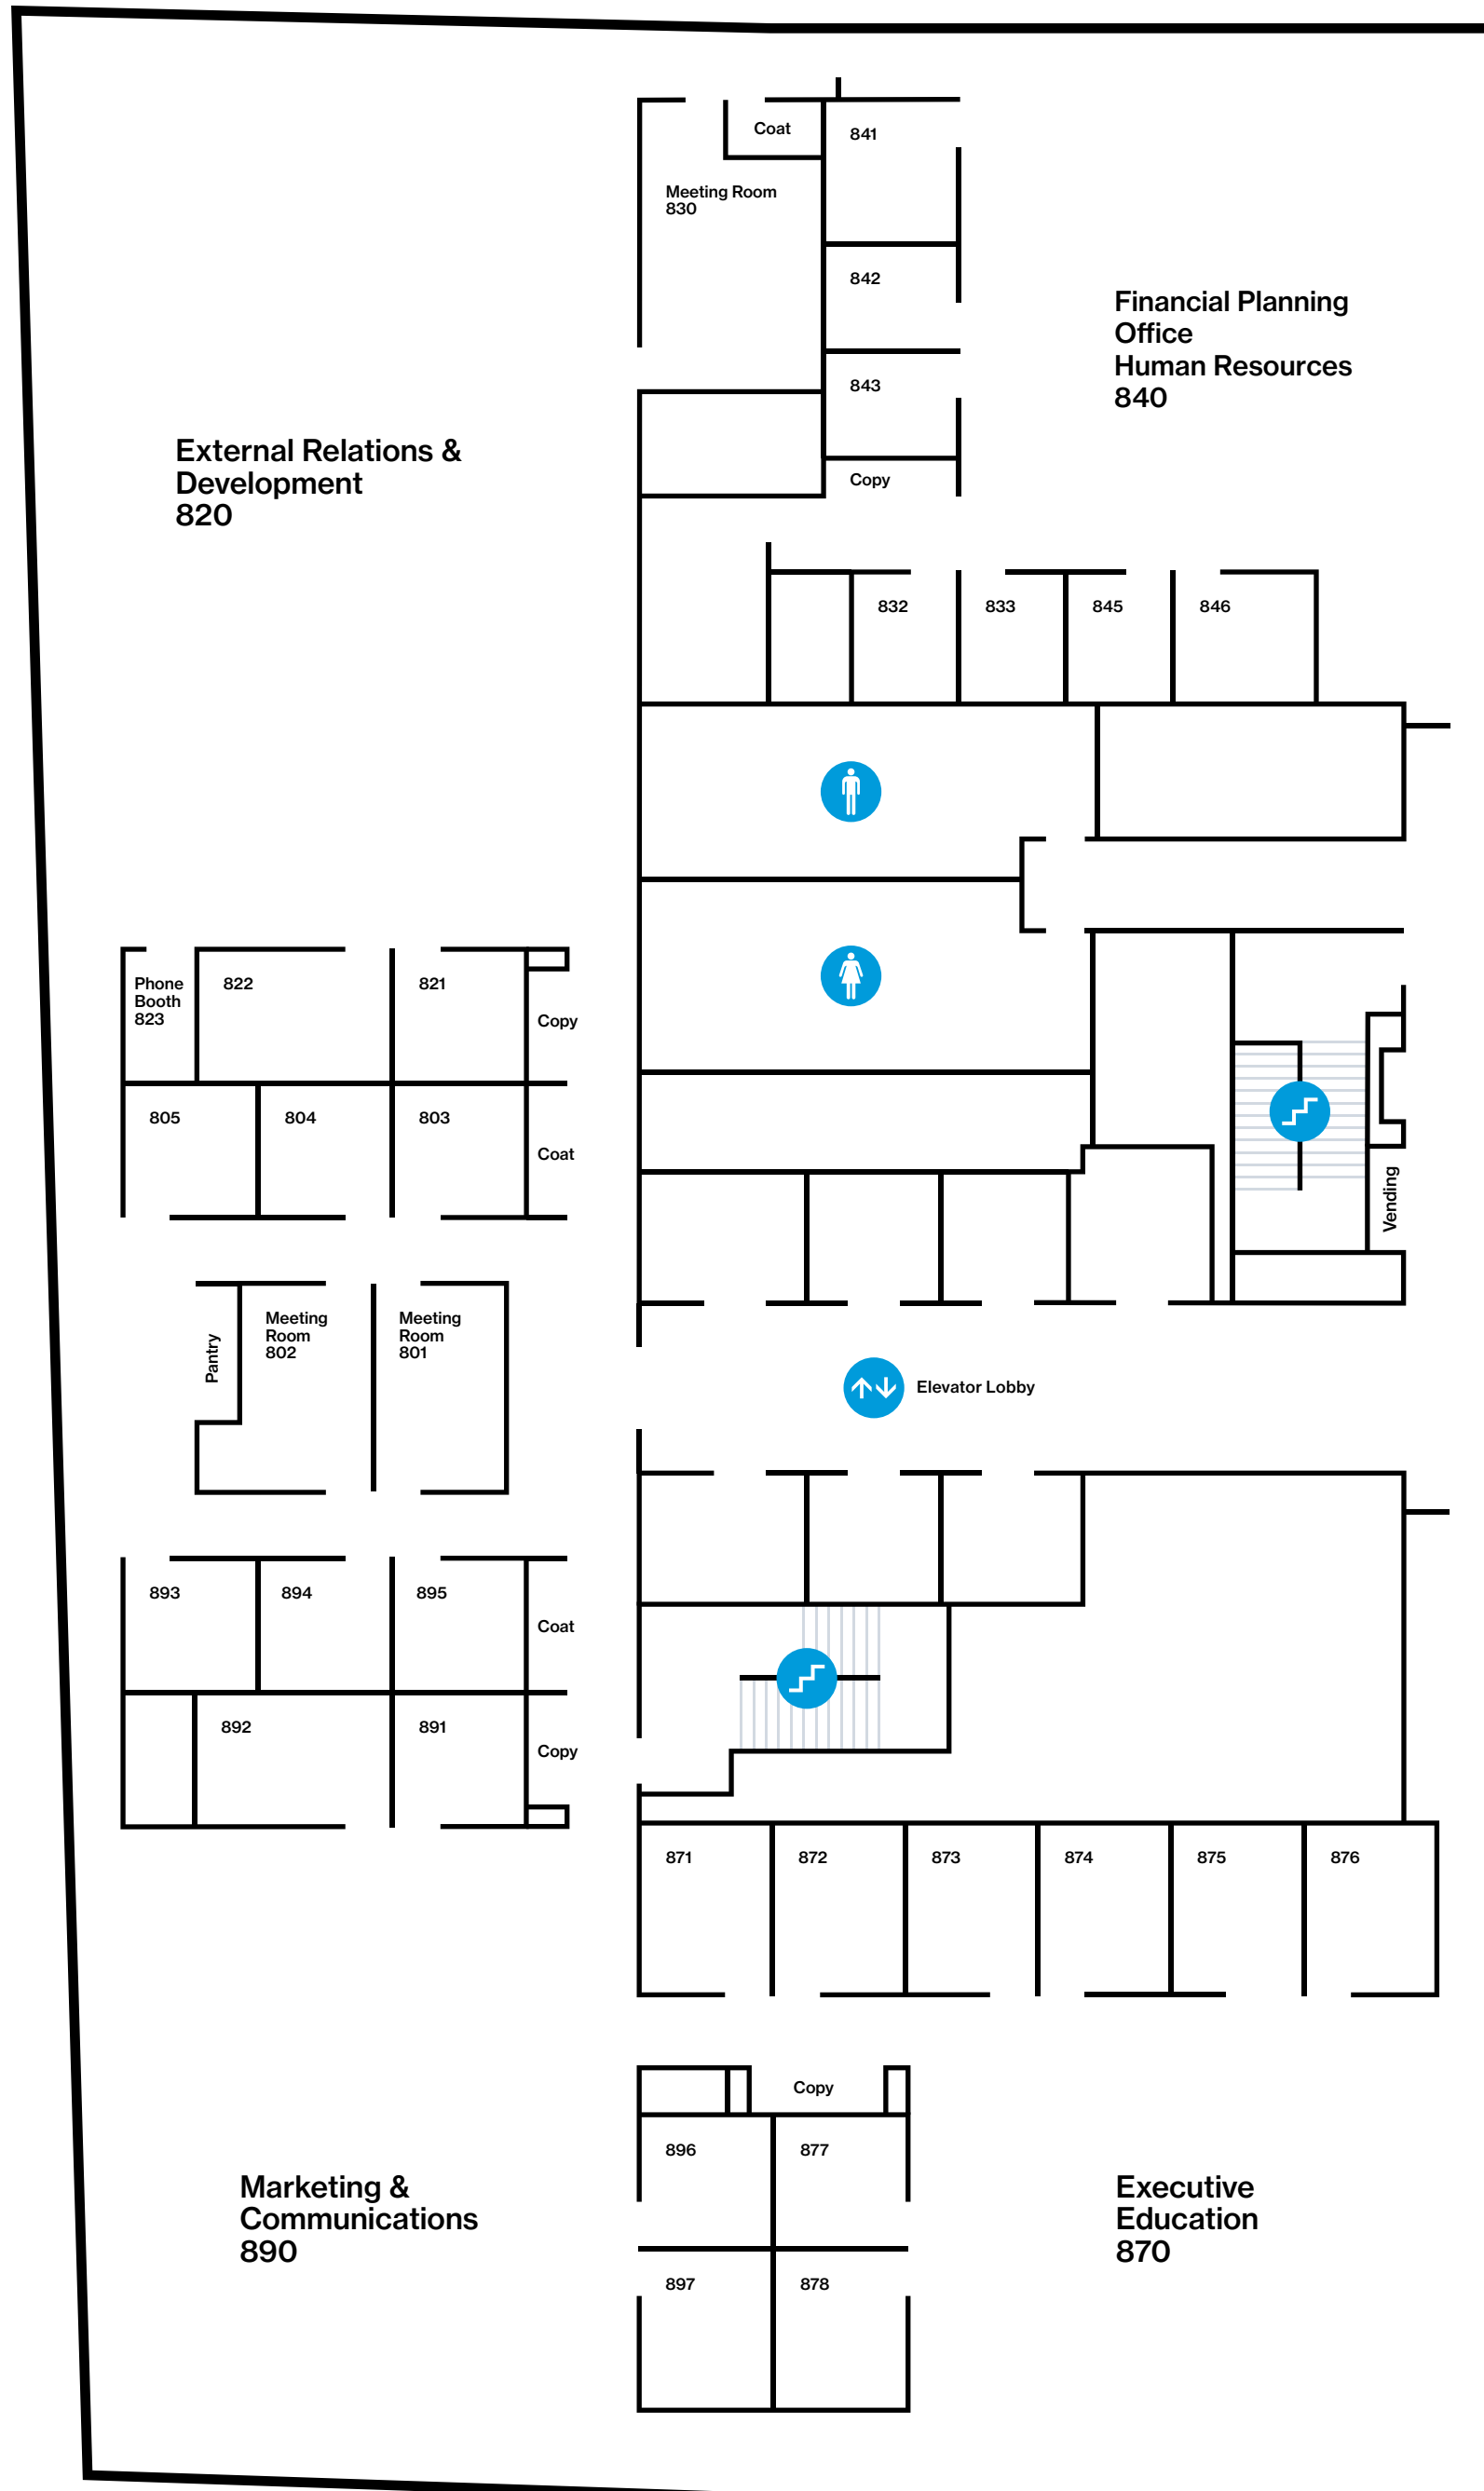 Coat
841
Meeting Room
830
842
Financial Planning
Office
Human Resources
840
843
External Relations &
Development
820
Copy
832
833
845
846
Phone
Booth
823
822
821
Copy
805
804
803
Coat
Vending
Pantry
Meeting
Room
802
Meeting
Room
801
Elevator Lobby
893
894
895
Coat
892
891
Copy
871
872
873
874
875
876
Copy
896
877
Marketing &
Communications
890
Executive
Education
870
897
878